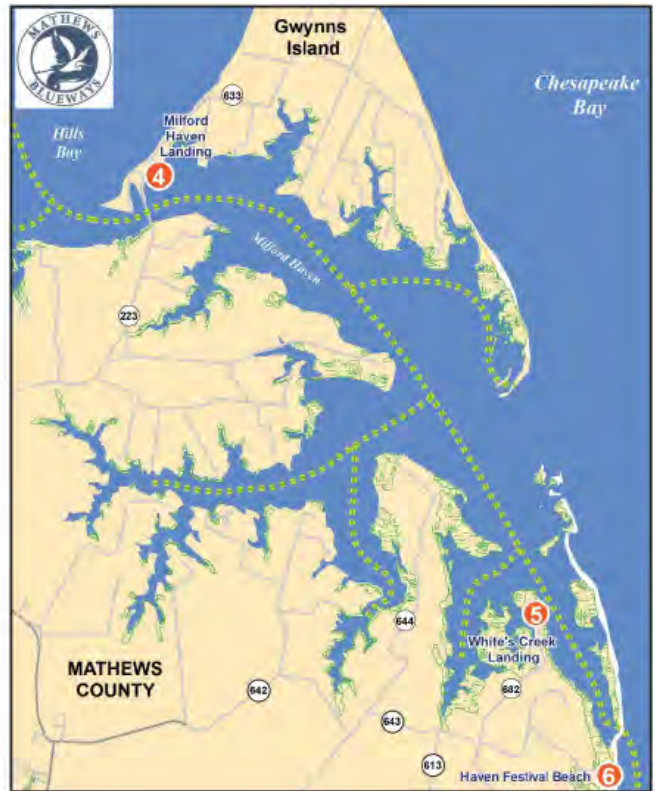 MATHEWS
BLUEWAYS
Gwynns
Island
Chesapeake
Bay
633
Hills
Bay
Milford
Haven
Landing
4
Milford Haven
223
5
White's Creek
Landing
644
MATHEWS
COUNTY
642
682
643
613
Haven Festival Beach
6